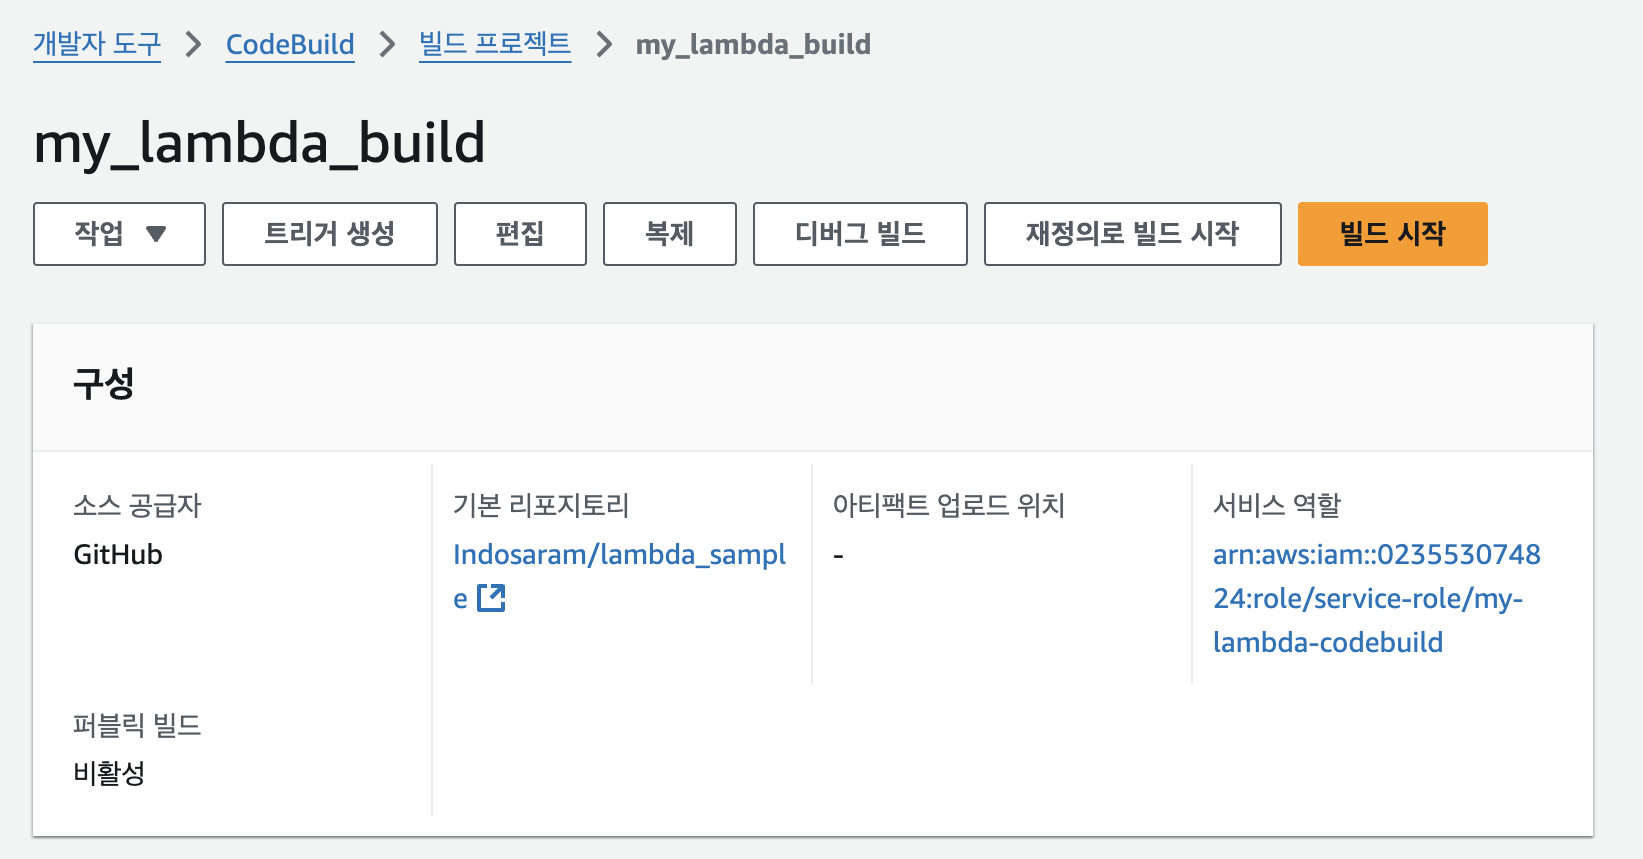 개발자 도구 > CodeBuild > 빌드 프로젝트 > my_lambda_build
my_lambda_build
작업 ▼ 트리거 생성 편집 복제 디버그 빌드 재정의로 빌드 시작 빌드 시작
구성
소스 공급자
GitHub
기본 리포지토리
Indosaram/lambda_sampl
e
아티팩트 업로드 위치
-
서비스 역할
arn:aws:iam::0235530748
24:role/service-role/my-
lambda-codebuild
퍼블릭 빌드
비활성